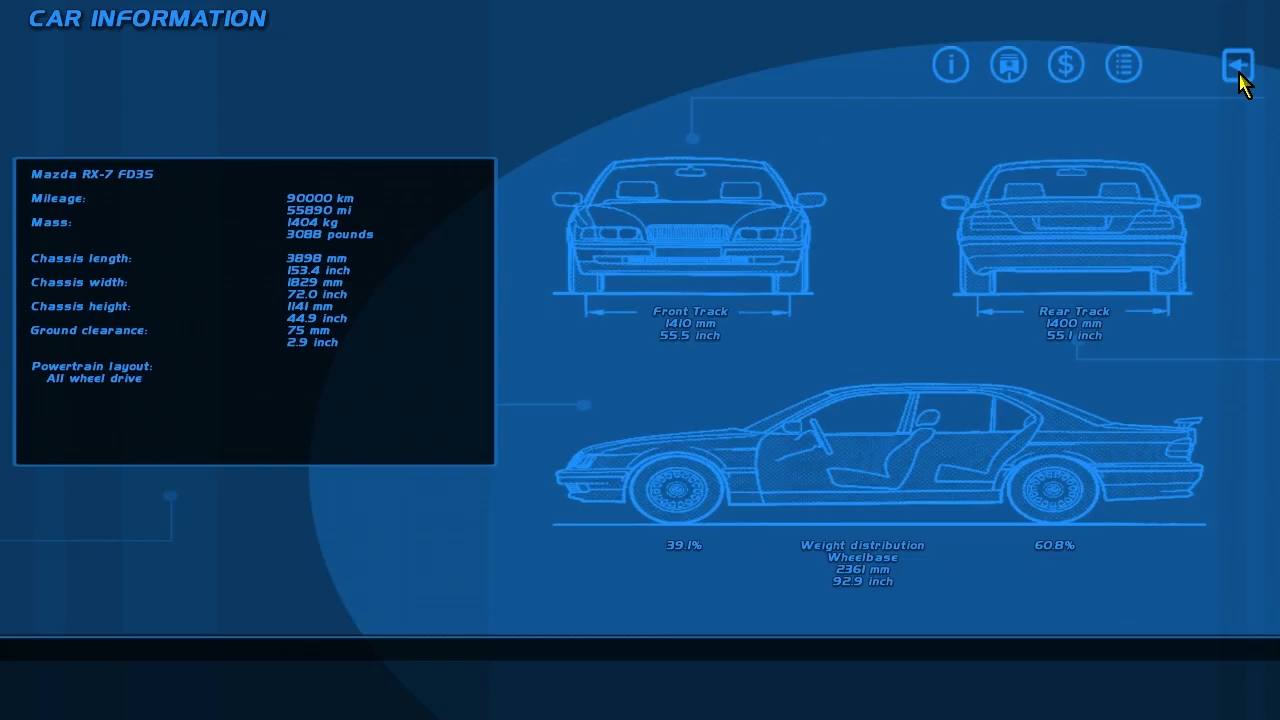 CAR INFORMATION
i
$
Mazda RX-7 FD3S
Mileage: 90000 km
55890 mi
Mass: 1404 kg
3088 pounds
Chassis length: 3898 mm
153.4 inch
Chassis width: 1829 mm
72.0 inch
Chassis height: 1141 mm
44.9 inch
Ground clearance: 75 mm
2.9 inch
Powertrain layout:
All wheel drive
Front Track
1410 mm
55.5 inch
Rear Track
1400 mm
55.1 inch
39.1% Weight distribution 60.8%
Wheelbase
2361 mm
92.9 inch